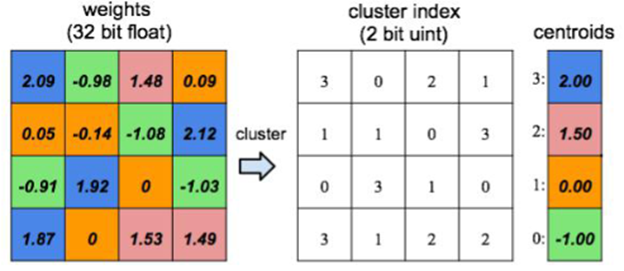 weights
(32 bit float)
cluster index
(2 bit uint)
centroids
2.09 -0.98 1.48 0.09
3 0 2 1
3: 2.00
0.05 -0.14 -1.08 2.12
cluster
1 1 0 3
2: 1.50
-0.91 1.92 0 -1.03
0 3 1 0
1: 0.00
1.87 0 1.53 1.49
3 1 2 2
0: -1.00